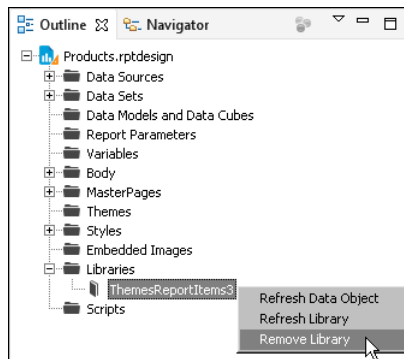 Outline Navigator
Products.rptdesign
Data Sources
Data Sets
Data Models and Data Cubes
Report Parameters
Variables
Body
MasterPages
Themes
Styles
Embedded Images
Libraries
ThemesReportItems3
Scripts
Refresh Data Object
Refresh Library
Remove Library